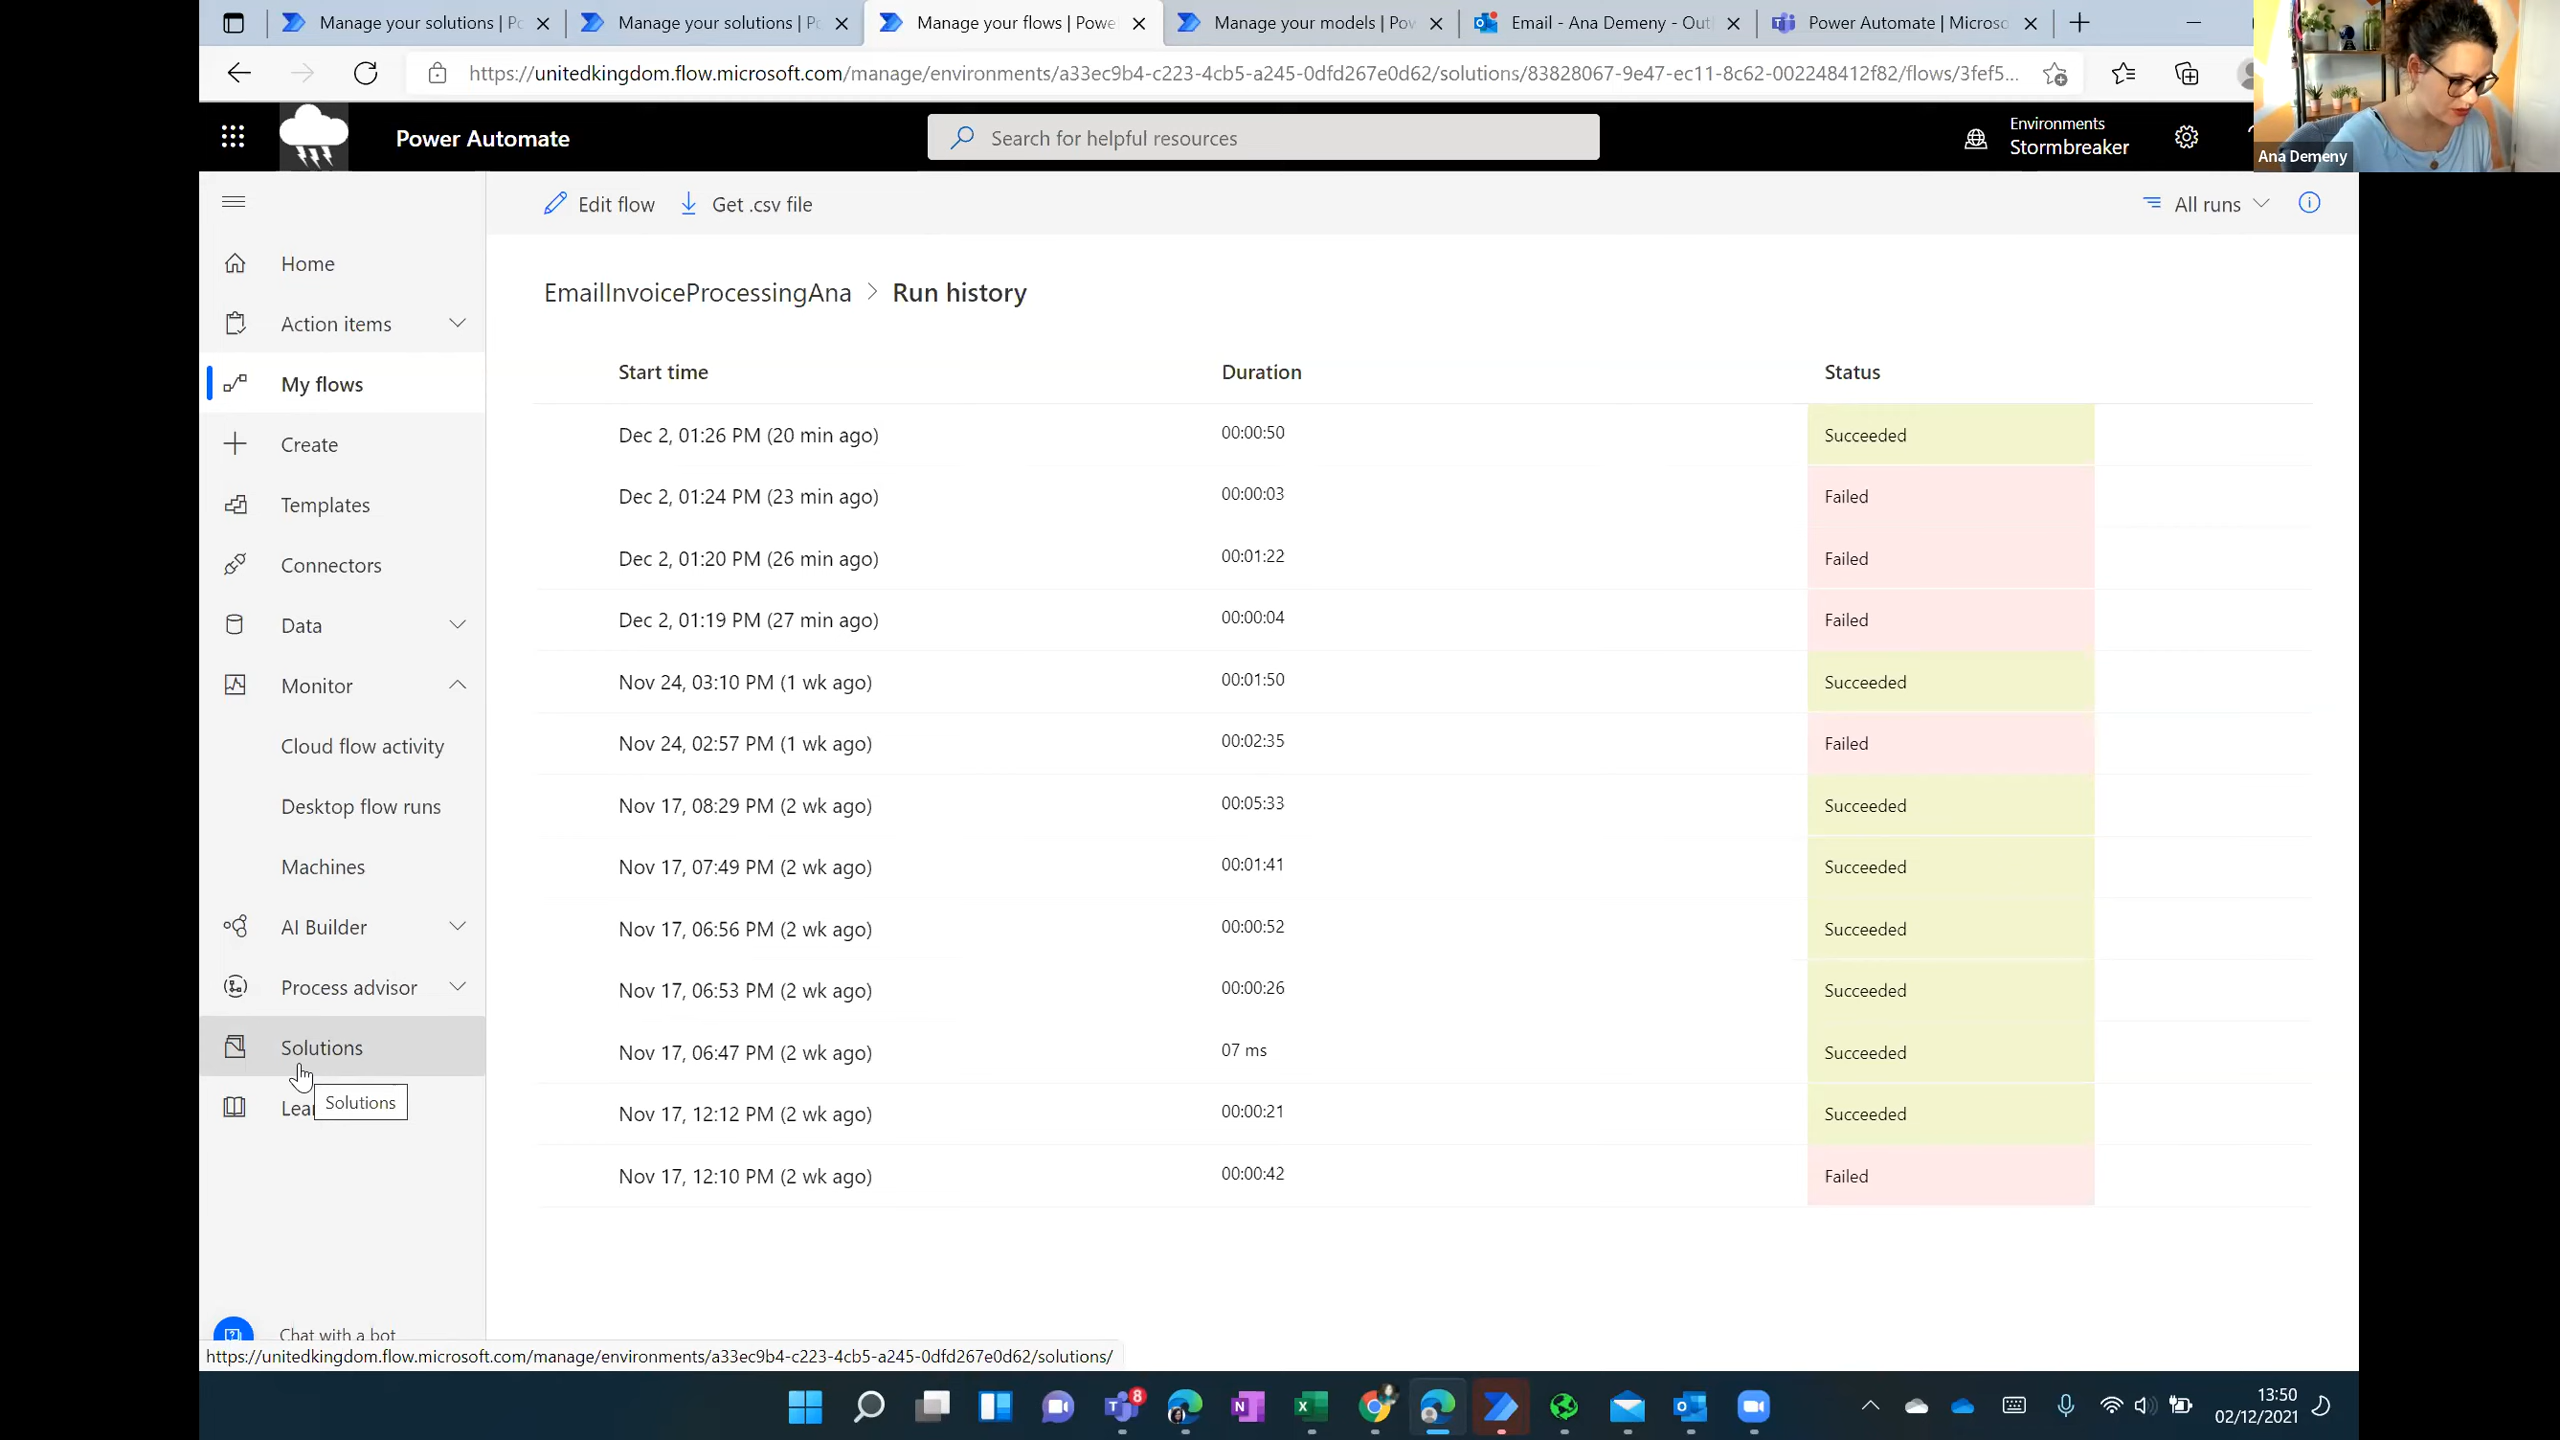 Manage your solutions | Po
Manage your solutions | Po
Manage your flows | Powe
Manage your models | Pow
Email - Ana Demeny - Out
Power Automate | Microso
https://unitedkingdom.flow.microsoft.com/manage/environments/a33ec9b4-c223-4cb5-a245-0dfd267e0d62/solutions/83828067-9e47-ec11-8c62-002248412f82/flows/3fef5...
Power Automate
Search for helpful resources
Environments
Stormbreaker
Ana Demeny
Edit flow
Get .csv file
All runs
Home
Action items
My flows
Create
Templates
Connectors
Data
Monitor
Cloud flow activity
Desktop flow runs
Machines
AI Builder
Process advisor
Solutions
Lear
Solutions
Chat with a bot
EmailInvoiceProcessingAna > Run history
Start time Duration Status
Dec 2, 01:26 PM (20 min ago) 00:00:50 Succeeded
Dec 2, 01:24 PM (23 min ago) 00:00:03 Failed
Dec 2, 01:20 PM (26 min ago) 00:01:22 Failed
Dec 2, 01:19 PM (27 min ago) 00:00:04 Failed
Nov 24, 03:10 PM (1 wk ago) 00:01:50 Succeeded
Nov 24, 02:57 PM (1 wk ago) 00:02:35 Failed
Nov 17, 08:29 PM (2 wk ago) 00:05:33 Succeeded
Nov 17, 07:49 PM (2 wk ago) 00:01:41 Succeeded
Nov 17, 06:56 PM (2 wk ago) 00:00:52 Succeeded
Nov 17, 06:53 PM (2 wk ago) 00:00:26 Succeeded
Nov 17, 06:47 PM (2 wk ago) 07 ms Succeeded
Nov 17, 12:12 PM (2 wk ago) 00:00:21 Succeeded
Nov 17, 12:10 PM (2 wk ago) 00:00:42 Failed
https://unitedkingdom.flow.microsoft.com/manage/environments/a33ec9b4-c223-4cb5-a245-0dfd267e0d62/solutions/
8
13:50
02/12/2021